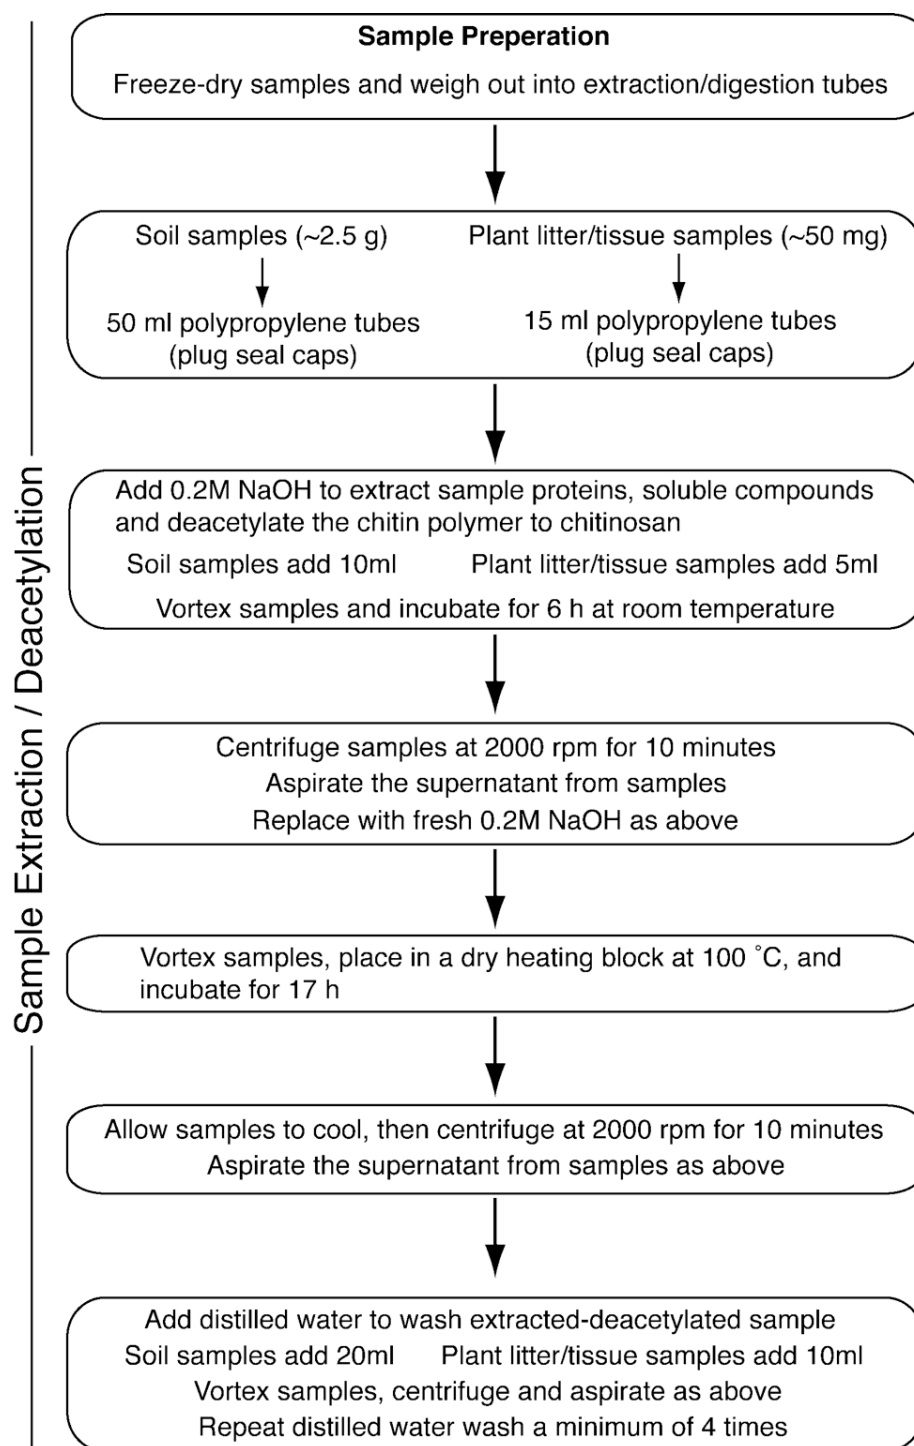 Sample Preperation
Freeze-dry samples and weigh out into extraction/digestion tubes
Soil samples (~2.5 g)
50 ml polypropylene tubes
(plug seal caps)
Plant litter/tissue samples (~50 mg)
15 ml polypropylene tubes
(plug seal caps)
Add 0.2M NaOH to extract sample proteins, soluble compounds
and deacetylate the chitin polymer to chitinosan
Soil samples add 10ml
Plant litter/tissue samples add 5ml
Vortex samples and incubate for 6 h at room temperature
Centrifuge samples at 2000 rpm for 10 minutes
Aspirate the supernatant from samples
Replace with fresh 0.2M NaOH as above
Vortex samples, place in a dry heating block at 100 ˚C, and
incubate for 17 h
Allow samples to cool, then centrifuge at 2000 rpm for 10 minutes
Aspirate the supernatant from samples as above
Add distilled water to wash extracted-deacetylated sample
Soil samples add 20ml
Plant litter/tissue samples add 10ml
Vortex samples, centrifuge and aspirate as above
Repeat distilled water wash a minimum of 4 times
Sample Extraction / Deacetylation